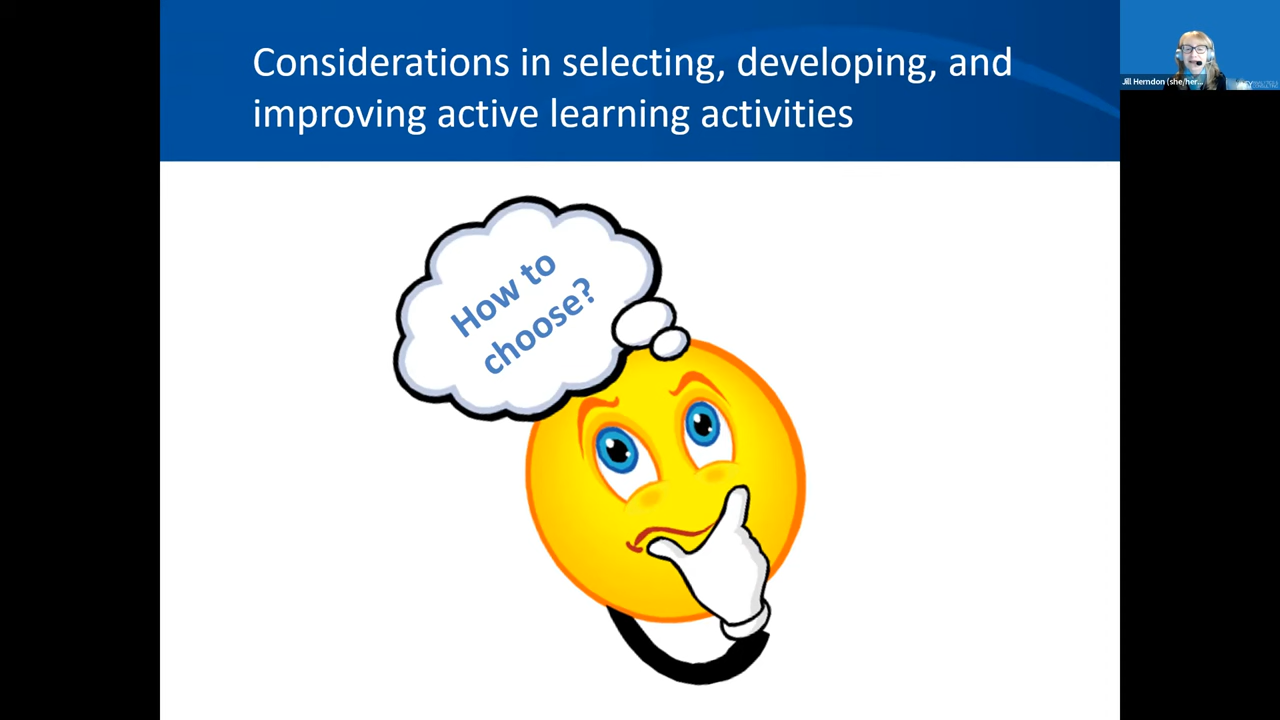 Considerations in selecting, developing, and
improving active learning activities
How to
choose?
Jill Herndon (she/her...